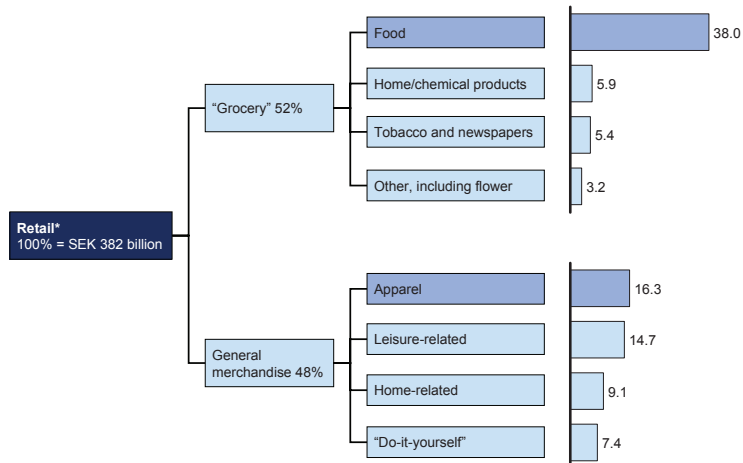 Food
38.0
Home/chemical products
5.9
“Grocery” 52%
Tobacco and newspapers
5.4
Other, including flower
3.2
Retail*
100% = SEK 382 billion
Apparel
16.3
Leisure-related
14.7
General
merchandise 48%
Home-related
9.1
“Do-it-yourself”
7.4